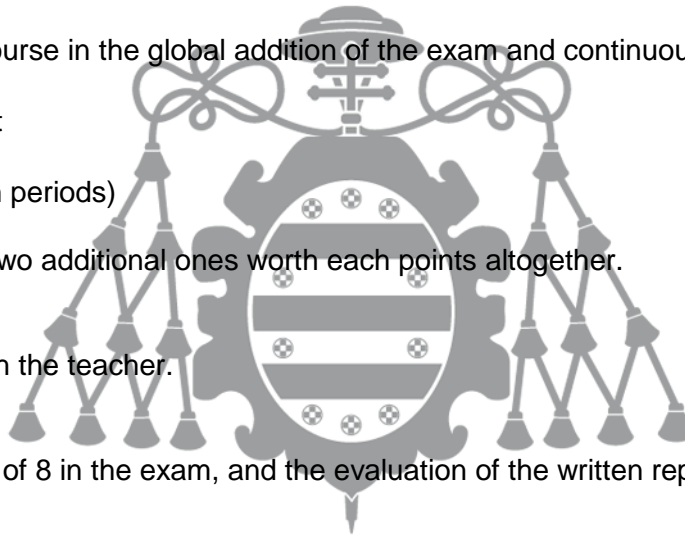 urse in the global addition of the exam and continuou
n periods)
wo additional ones worth each points altogether.
n the teacher.
of 8 in the exam, and the evaluation of the written rep